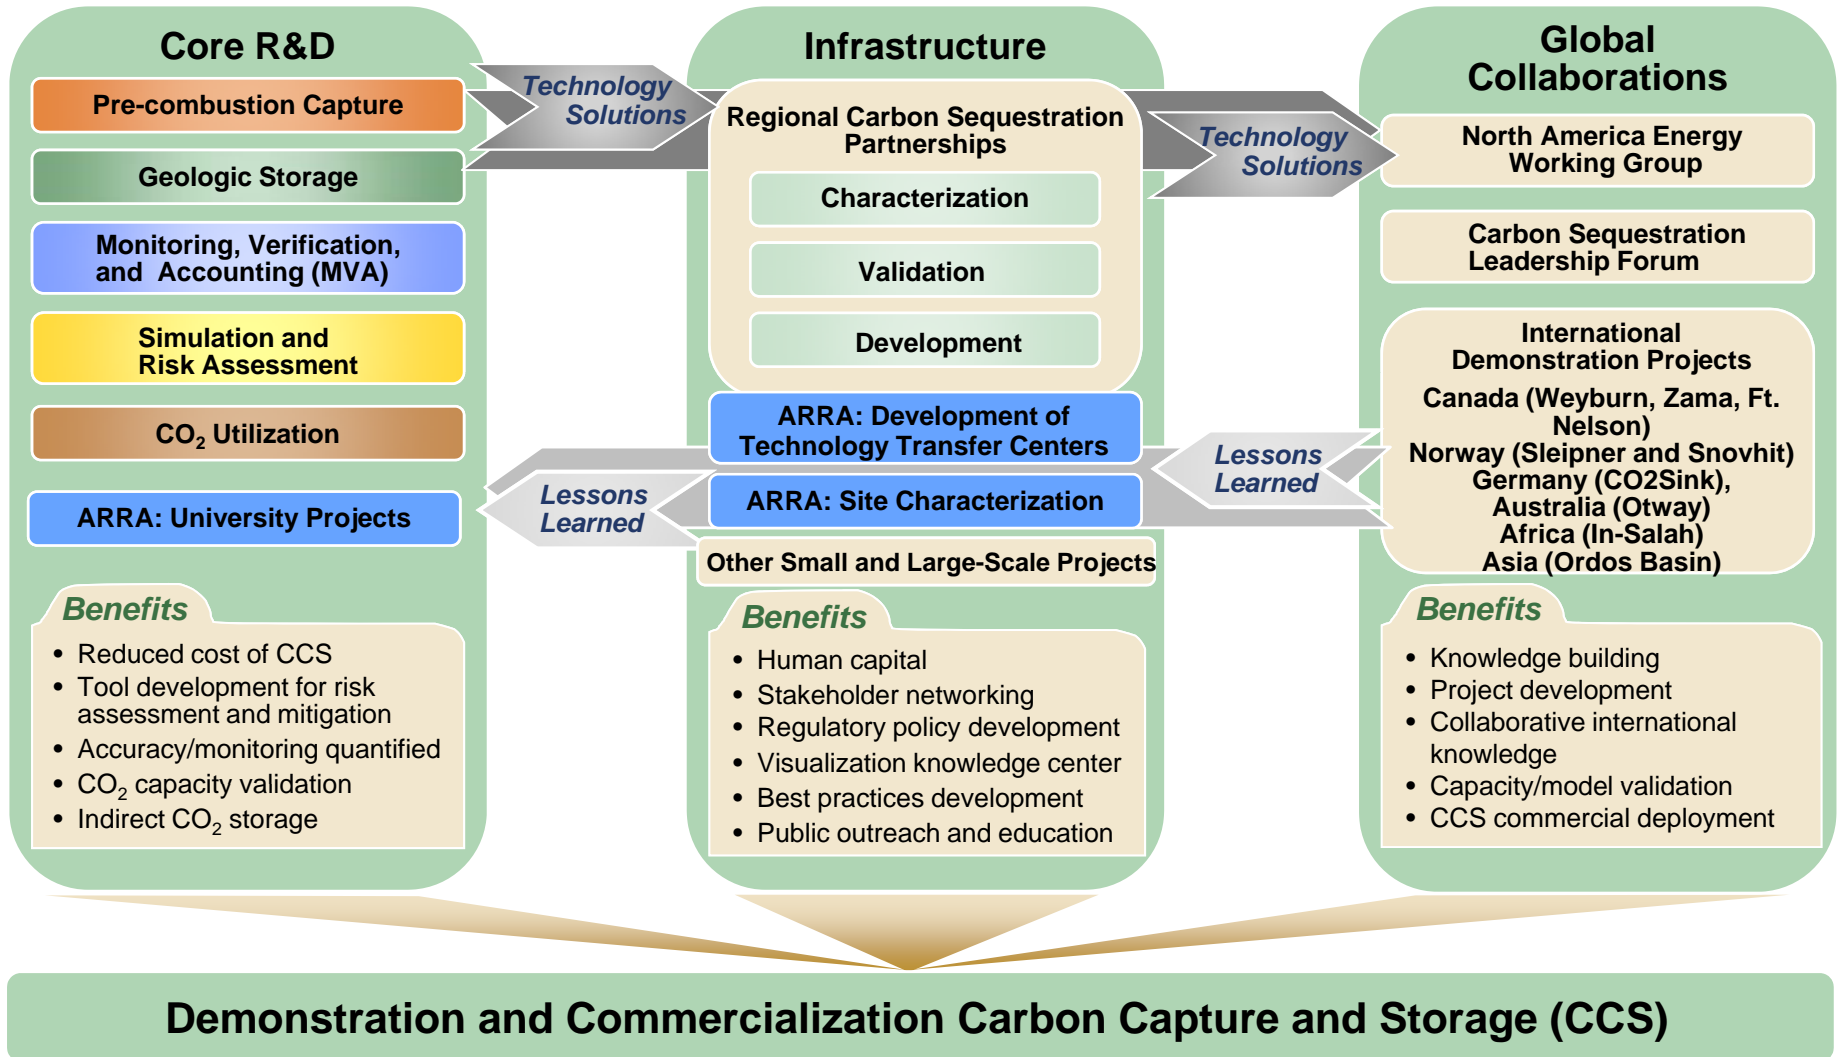 Core R&D
Pre-combustion Capture
Geologic Storage
Monitoring, Verification,
and Accounting (MVA)
Simulation and
Risk Assessment
CO₂ Utilization
ARRA: University Projects
Benefits
• Reduced cost of CCS
• Tool development for risk
assessment and mitigation
• Accuracy/monitoring quantified
• CO₂ capacity validation
• Indirect CO₂ storage
Technology
Solutions
Lessons
Learned
Infrastructure
Regional Carbon Sequestration
Partnerships
Characterization
Validation
Development
ARRA: Development of
Technology Transfer Centers
ARRA: Site Characterization
Other Small and Large-Scale Projects
Benefits
• Human capital
• Stakeholder networking
• Regulatory policy development
• Visualization knowledge center
• Best practices development
• Public outreach and education
Technology
Solutions
Lessons
Learned
Global
Collaborations
North America Energy
Working Group
Carbon Sequestration
Leadership Forum
International
Demonstration Projects
Canada (Weyburn, Zama, Ft.
Nelson)
Norway (Sleipner and Snovhit)
Germany (CO2Sink),
Australia (Otway)
Africa (In-Salah)
Asia (Ordos Basin)
Benefits
• Knowledge building
• Project development
• Collaborative international
knowledge
• Capacity/model validation
• CCS commercial deployment
Demonstration and Commercialization Carbon Capture and Storage (CCS)